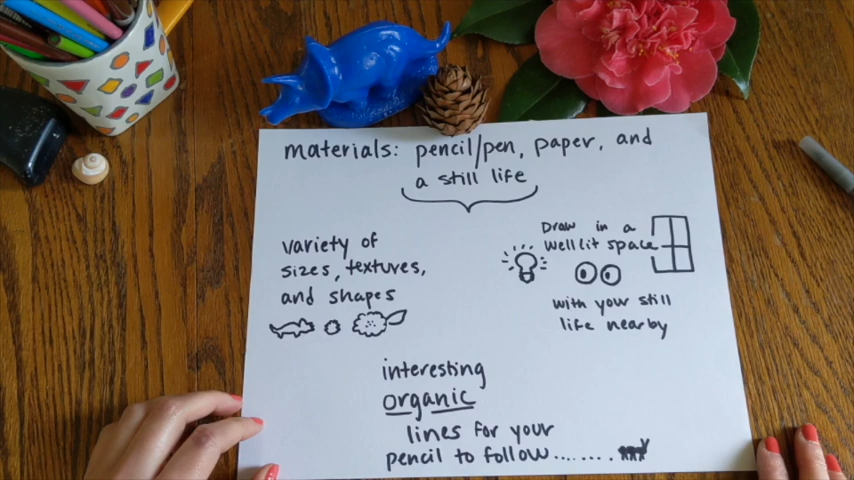 materials: pencil/pen, paper, and
a still life
variety of
sizes, textures,
and shapes
Draw in a
well lit space
with your still
life nearby
interesting
organic
lines for your
pencil to follow........